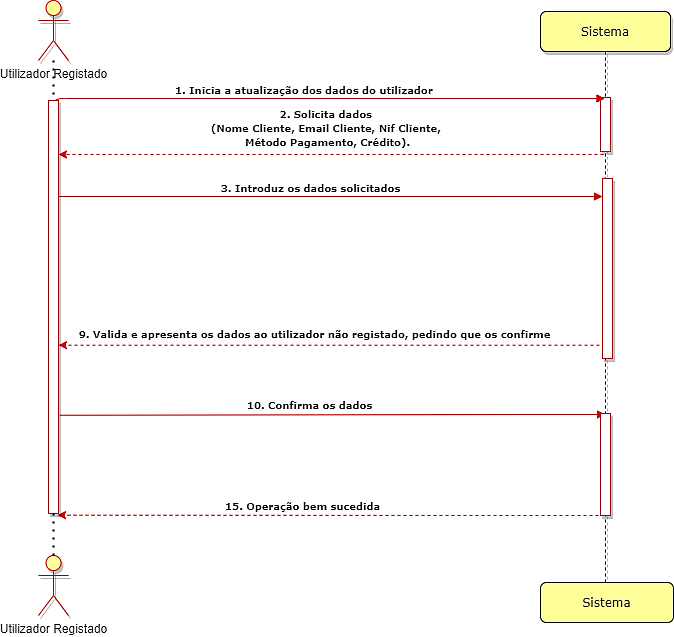 Sistema
Utilizador Registado
1. Inicia a atualização dos dados do utilizador
2. Solicita dados
(Nome Cliente, Email Cliente, Nif Cliente,
Método Pagamento, Crédito).
3. Introduz os dados solicitados
9. Valida e apresenta os dados ao utilizador não registado, pedindo que os confirme
10. Confirma os dados
15. Operação bem sucedida
Sistema
Utilizador Registado